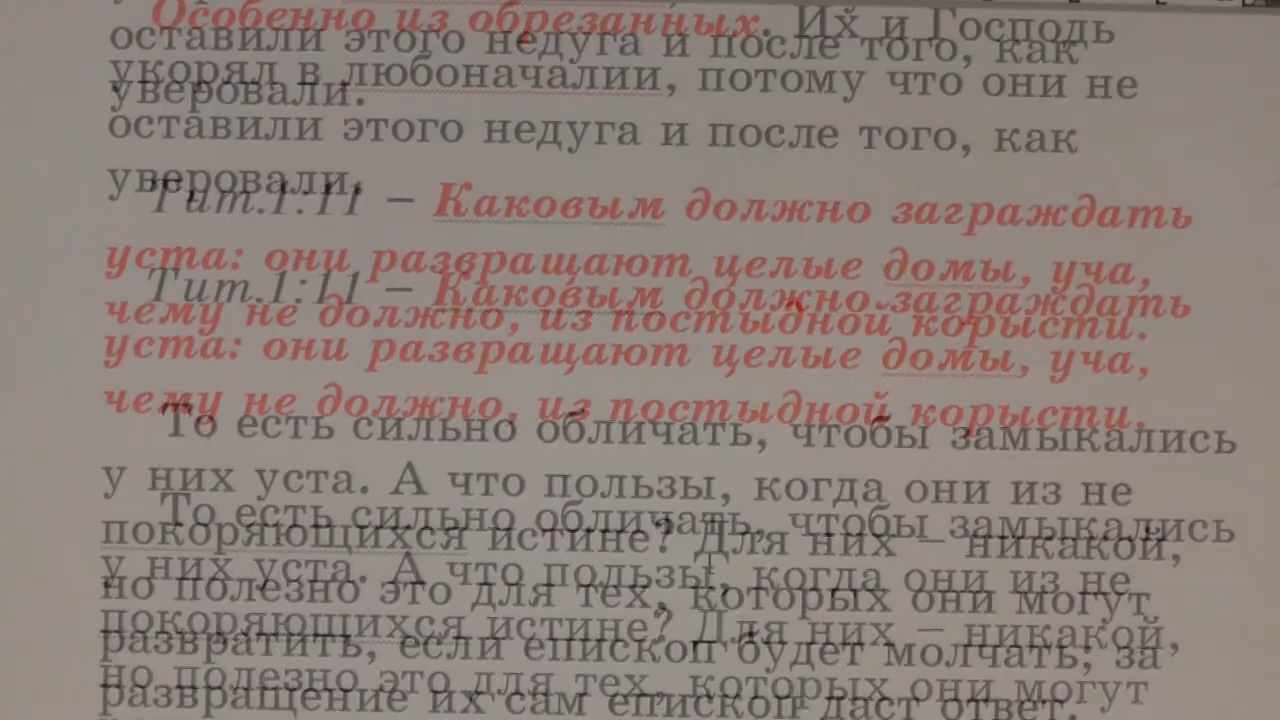 Особенно из обрезанных. Их и Господь
оставили этого недуга и после того, как
укорял в любоначалии, потому что они не
уверовали.
оставили этого недуга и после того, как
уверовали.
Тит.1:11 – Каковым должно заграждать
уста: они развращают целые домы, уча,
Тит.1:11 – Каковым должно заграждать
чему не должно, из постыдной корысти.
уста: они развращают целые домы, уча,
чему не должно, из постыдной корысти.
То есть сильно обличать, чтобы замыкались
у них уста. А что пользы, когда они из не
То есть сильно обличать, чтобы замыкались
покоряющихся истине? Для них – никакой,
у них уста. А что пользы, когда они из не
но полезно это для тех, которых они могут
покоряющихся истине? Для них – никакой,
развратить, если епископ будет молчать; за
но полезно это для тех, которых они могут
развращение их сам епископ даст ответ.